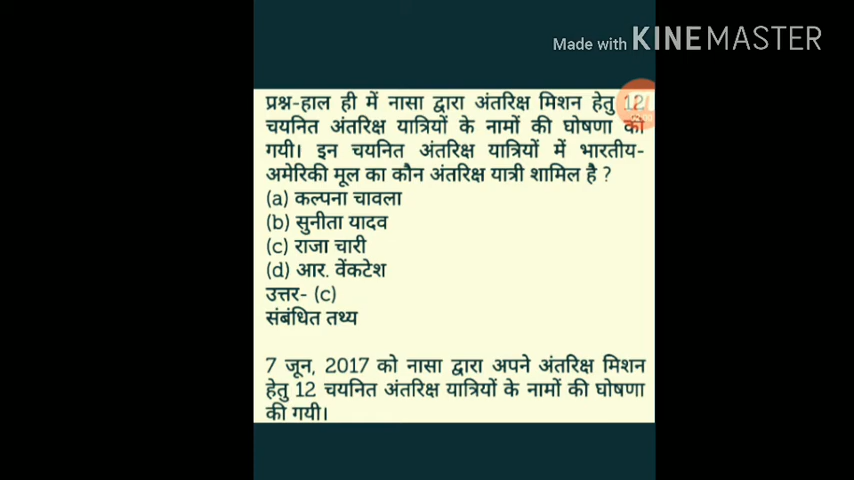 Made with KINEMASTER
प्रश्न-हाल ही में नासा द्वारा अंतरिक्ष मिशन हेतु 12
चयनित अंतरिक्ष यात्रियों के नामों की घोषणा की
गयी। इन चयनित अंतरिक्ष यात्रियों में भारतीय-
अमेरिकी मूल का कौन अंतरिक्ष यात्री शामिल है ?
(a) कल्पना चावला
(b) सुनीता यादव
(c) राजा चारी
(d) आर. वेंकटेश
उत्तर- (c)
संबंधित तथ्य
7 जून, 2017 को नासा द्वारा अपने अंतरिक्ष मिशन
हेतु 12 चयनित अंतरिक्ष यात्रियों के नामों की घोषणा
की गयी।